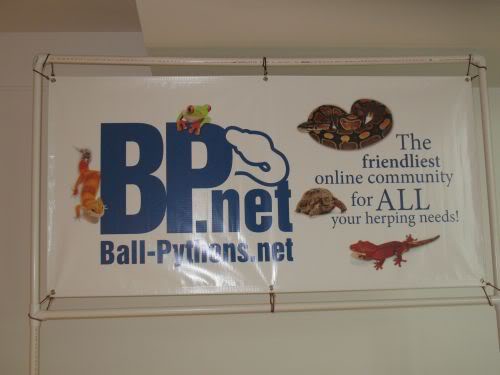 BP.net
Ball-Pythons.net
The
friendliest
online community
for ALL
your herping needs!